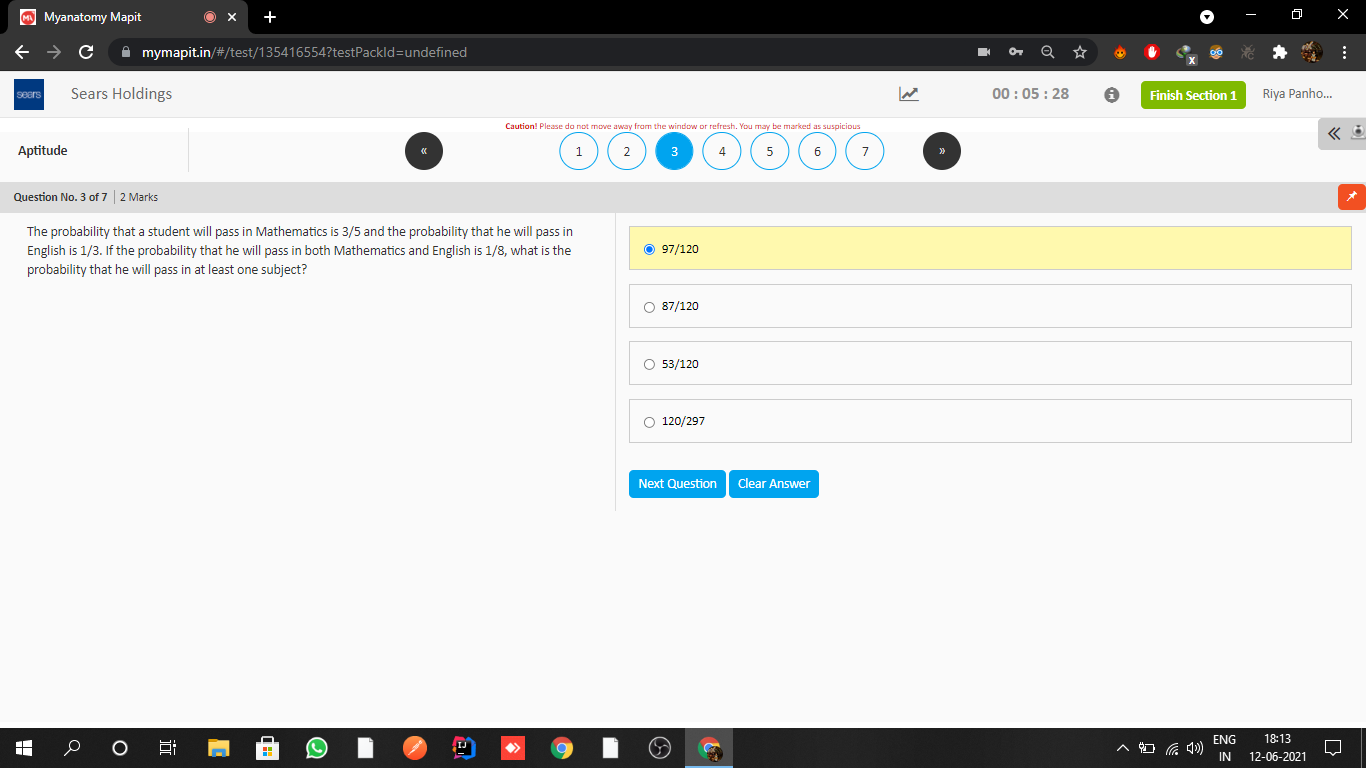 Myanatomy Mapit
mymapit.in/#/test/135416554?testPackId=undefined
sears
Sears Holdings
00 : 05 : 28
Finish Section 1
Riya Panho...
Caution! Please do not move away from the window or refresh, You may be marked as suspicious
Aptitude
«
1
2
3
4
5
6
7
»
Question No. 3 of 7
2 Marks
The probability that a student will pass in Mathematics is 3/5 and the probability that he will pass in
English is 1/3. If the probability that he will pass in both Mathematics and English is 1/8, what is the
probability that he will pass in at least one subject?
97/120
87/120
53/120
120/297
Next Question
Clear Answer
ENG
IN
18:13
12-06-2021